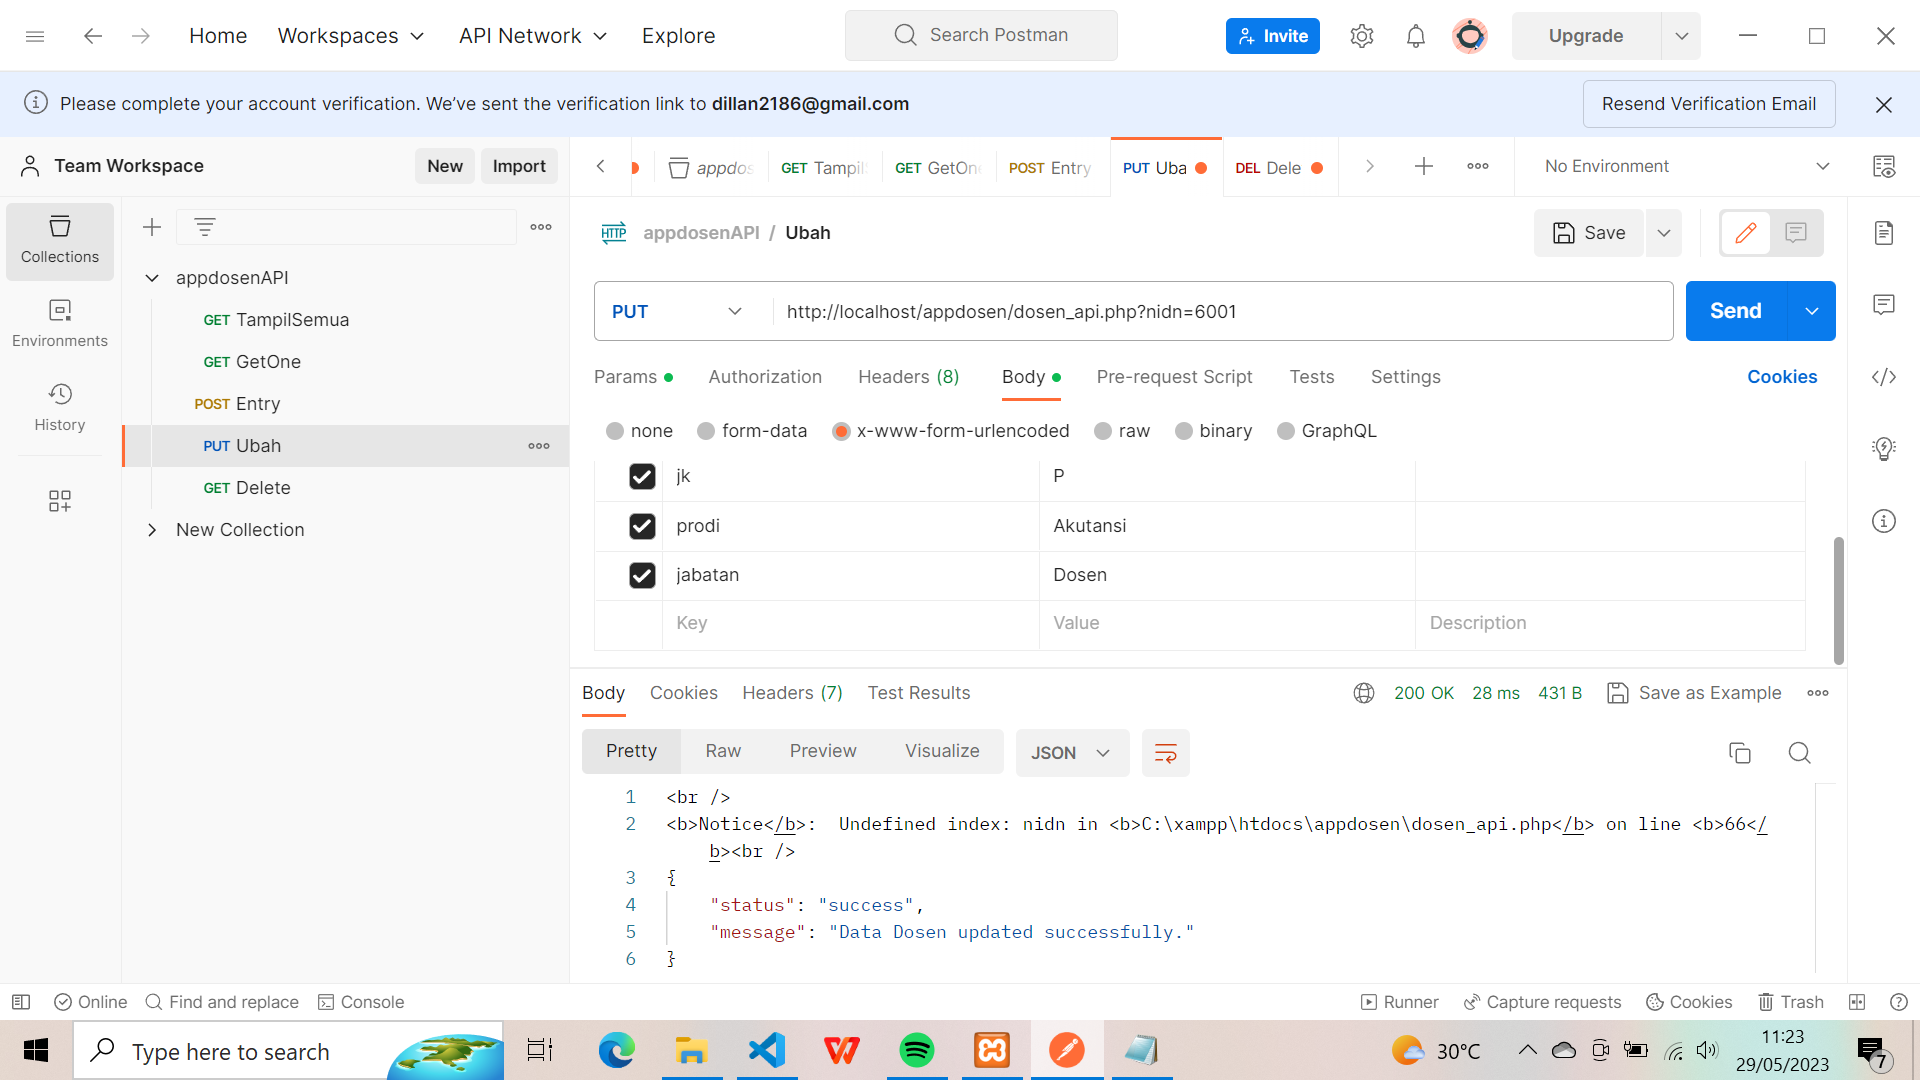 Home
Workspaces
API Network
Explore
Search Postman
Invite
Upgrade
Please complete your account verification. We’ve sent the verification link to dillan2186@gmail.com
Resend Verification Email
Team Workspace
New
Import
appdos
GET Tampil
GET GetOn
POST Entry
PUT Uba
DEL Dele
No Environment
Collections
Environments
History
appdosenAPI
GET TampilSemua
GET GetOne
POST Entry
PUT Ubah
GET Delete
New Collection
HTTP appdosenAPI / Ubah
Save
PUT
http://localhost/appdosen/dosen_api.php?nidn=6001
Send
Params
Authorization
Headers (8)
Body
Pre-request Script
Tests
Settings
Cookies
none
form-data
x-www-form-urlencoded
raw
binary
GraphQL
jk P
prodi Akutansi
jabatan Dosen
Key Value Description
Body
Cookies
Headers (7)
Test Results
200 OK 28 ms 431 B
Save as Example
Pretty
Raw
Preview
Visualize
JSON
1 <br />
2 <b>Notice</b>:  Undefined index: nidn in <b>C:\xampp\htdocs\appdosen\dosen_api.php</b> on line <b>66</
b><br />
3 {
4 "status": "success",
5 "message": "Data Dosen updated successfully."
6 }
Online
Find and replace
Console
Runner
Capture requests
Cookies
Trash
Type here to search
30°C
11:23
29/05/2023
7